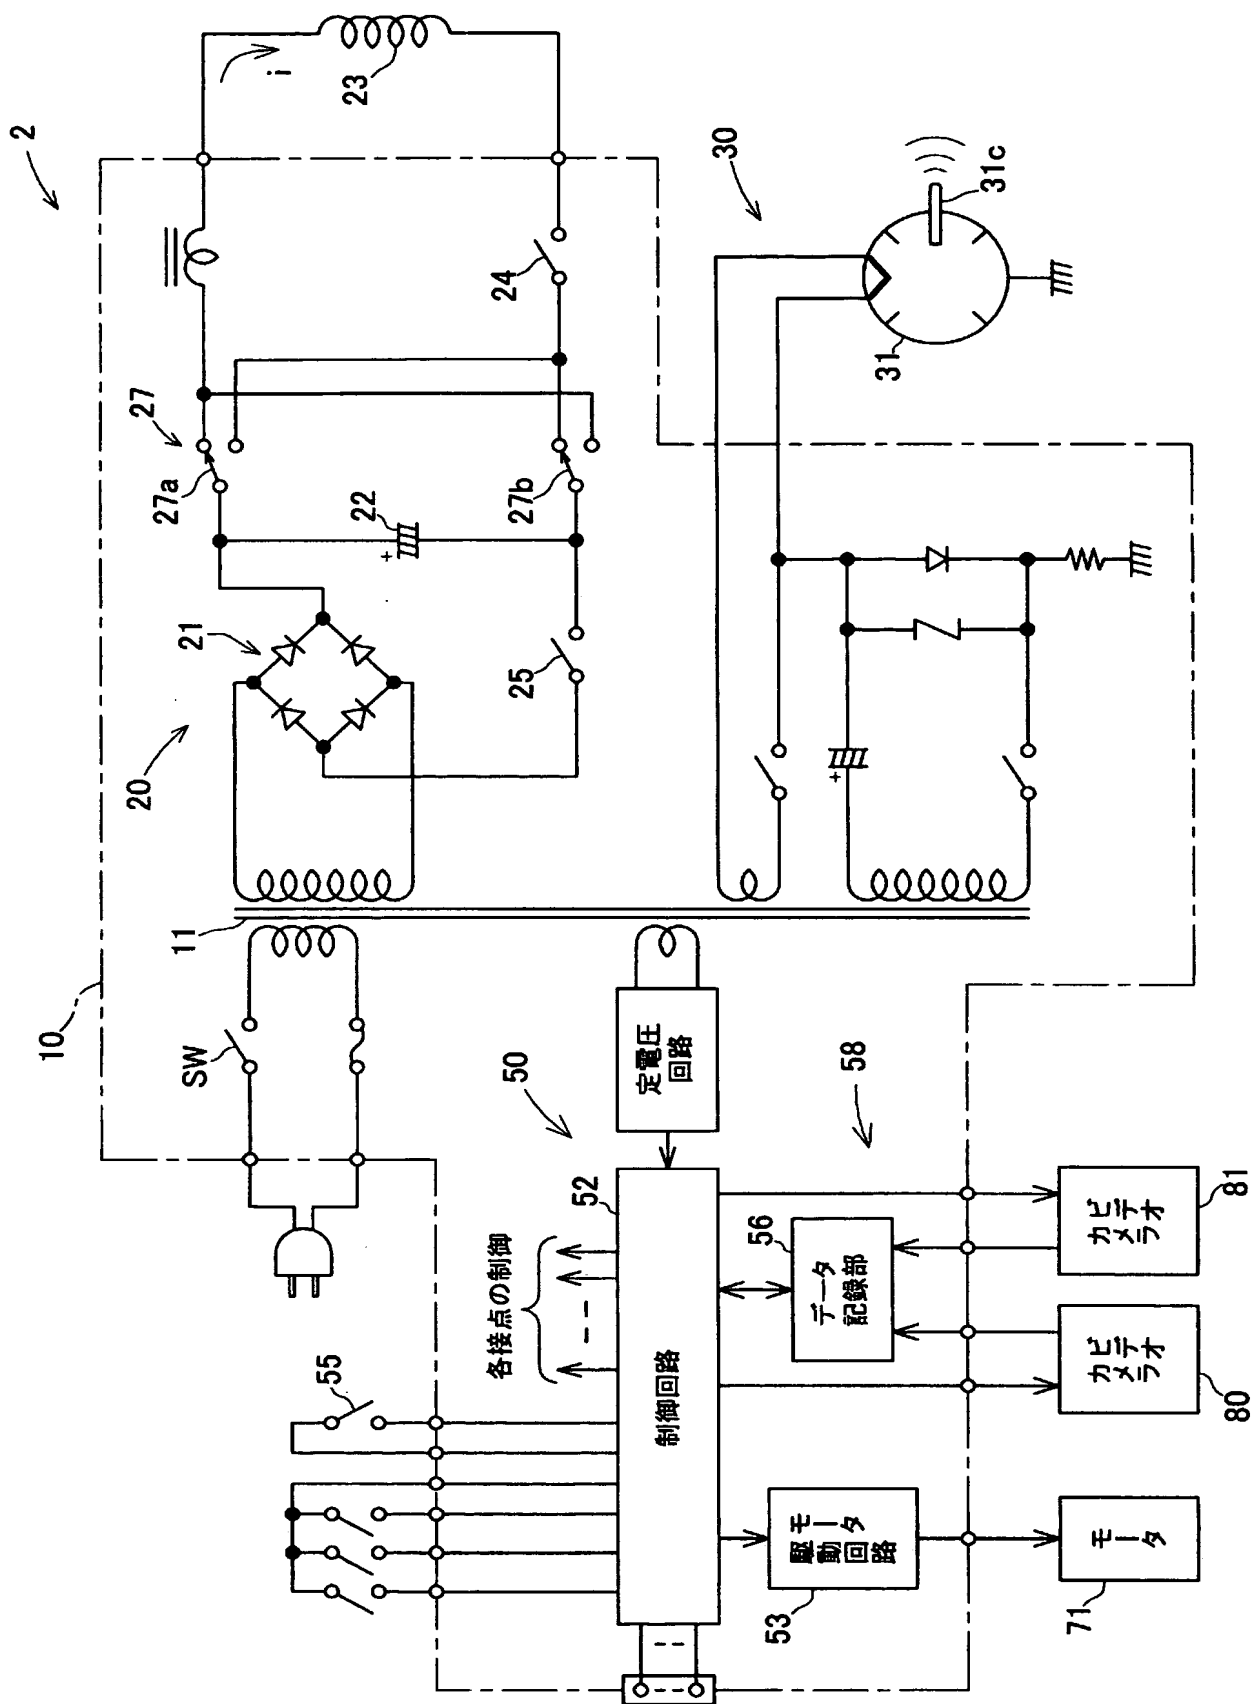 2
10
27
20
27a
11
SW
21
i
23
55
22
各接点の制御
24
27b
25
50
52
定電圧
回路
制御回路
30
56
データ
記録部
53
モータ
駆動回路
58
31
31c
モータ
71
ビデオ
カメラ
80
ビデオ
カメラ
81
+
+